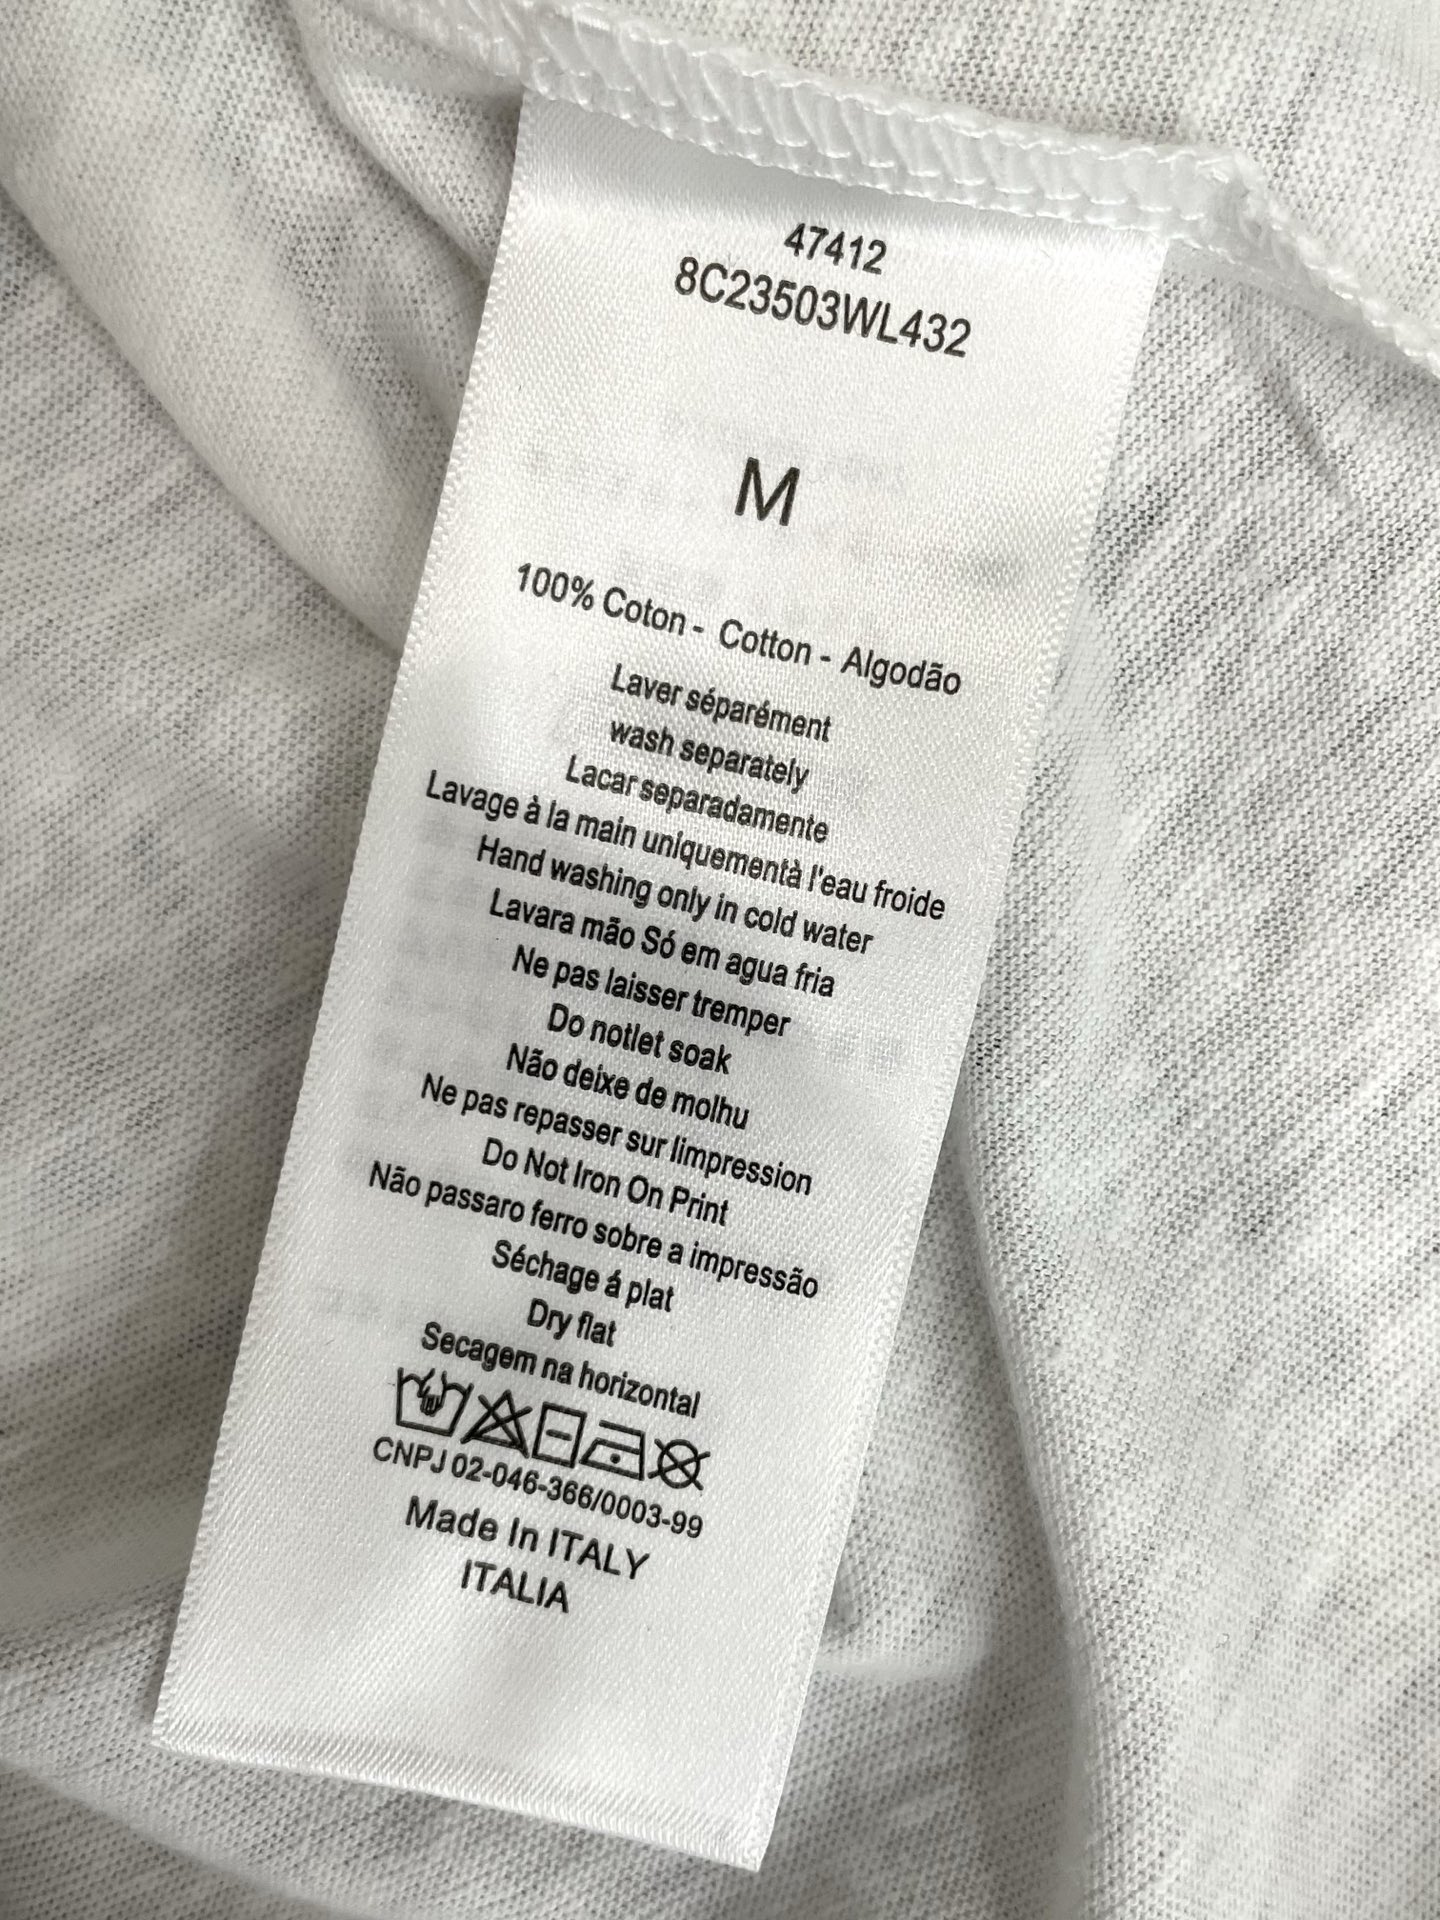 47412
8C23503WL432
M
100% Coton - Cotton - Algodão
Laver séparément
wash separately
Lacar separadamente
Lavage à la main uniquementà l'eau froide
Hand washing only in cold water
Lavara mão Só em agua fria
Ne pas laisser tremper
Do notlet soak
Não deixe de molhu
Ne pas repasser sur limpression
Do Not Iron On Print
Não passaro ferro sobre a impressão
Séchage á plat
Dry flat
Secagem na horizontal
CNPJ 02-046-366/0003-99
Made In ITALY
ITALIA